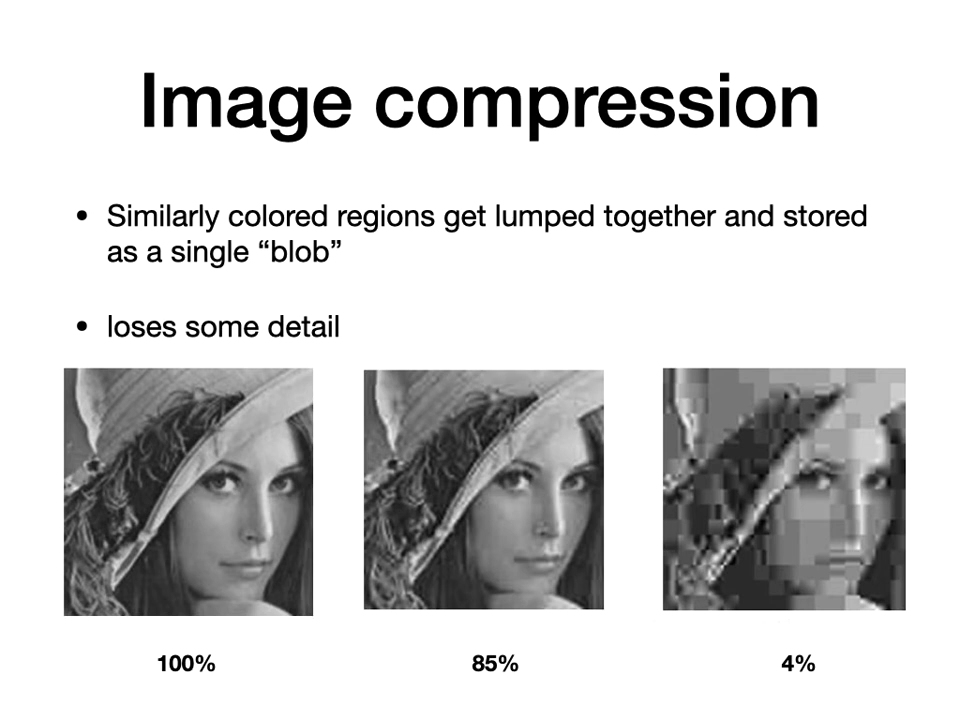 Image compression
• Similarly colored regions get lumped together and stored
as a single “blob”
• loses some detail
100%
85%
4%